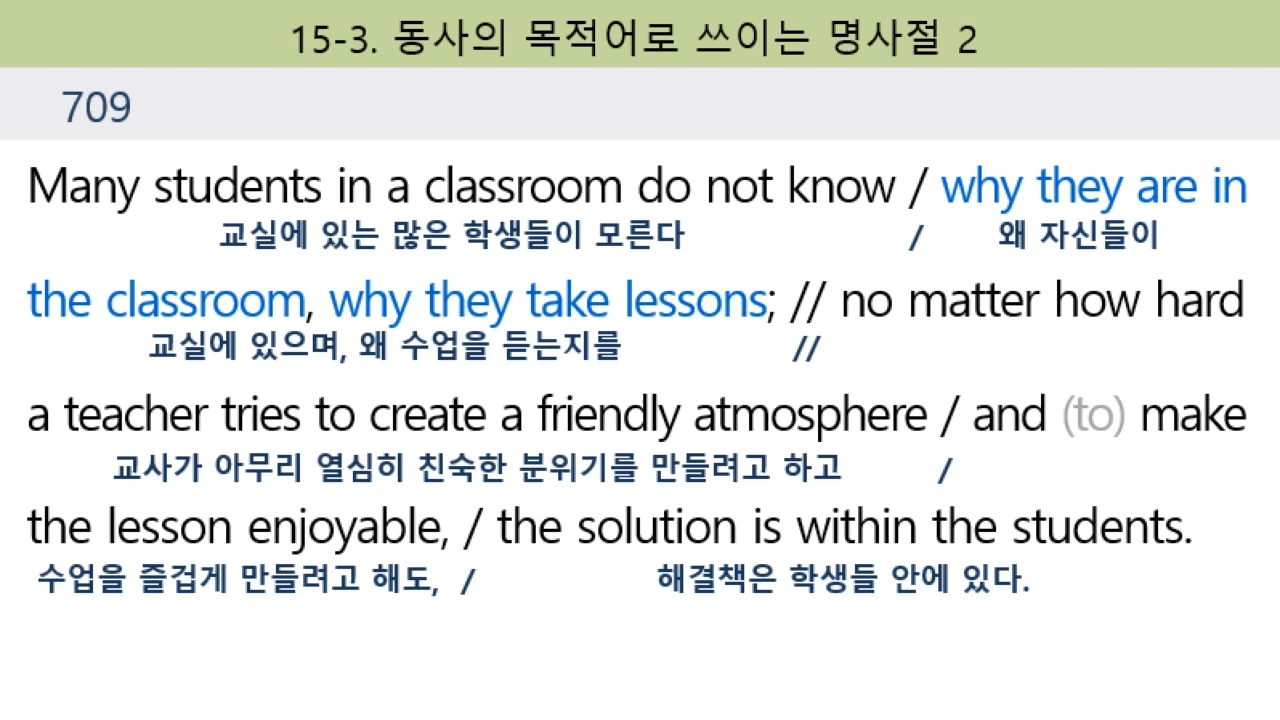 15-3. 동사의 목적어로 쓰이는 명사절 2
709
Many students in a classroom do not know / why they are in
교실에 있는 많은 학생들이 모른다 / 왜 자신들이
the classroom, why they take lessons; // no matter how hard
교실에 있으며, 왜 수업을 듣는지를 //
a teacher tries to create a friendly atmosphere / and (to) make
교사가 아무리 열심히 친숙한 분위기를 만들려고 하고 /
the lesson enjoyable, / the solution is within the students.
수업을 즐겁게 만들려고 해도, / 해결책은 학생들 안에 있다.